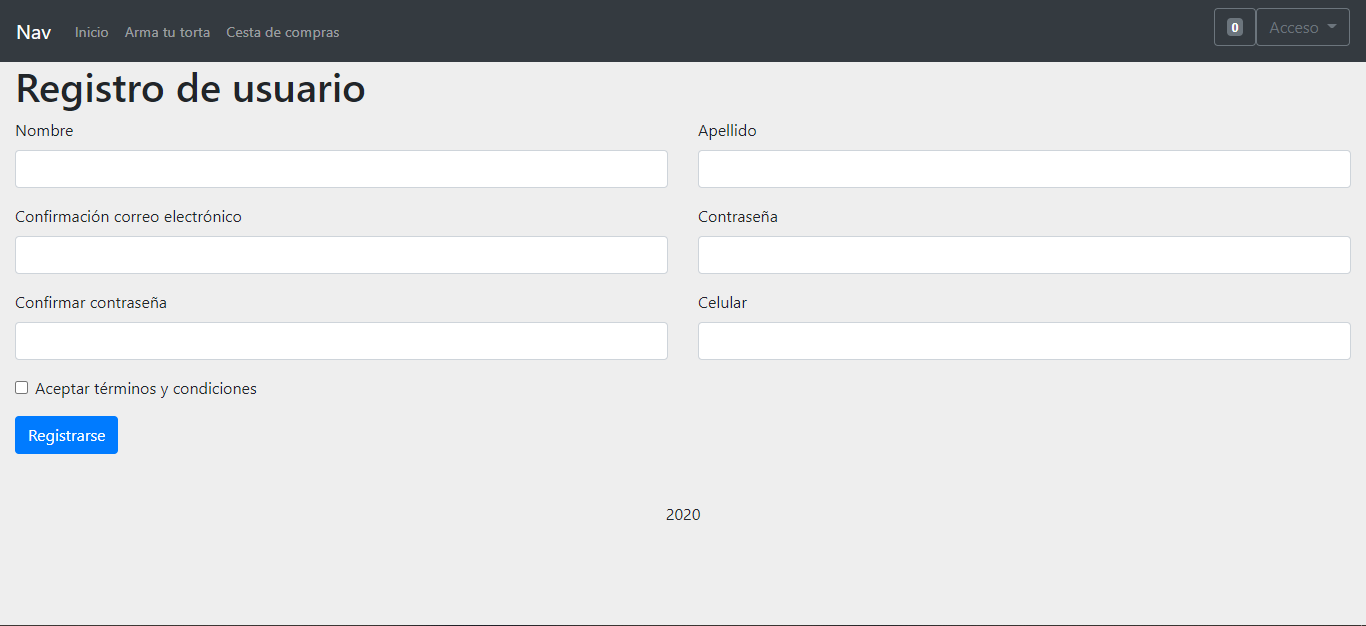 Nav Inicio Arma tu torta Cesta de compras 0 Acceso
Registro de usuario
Nombre Apellido
Confirmación correo electrónico Contraseña
Confirmar contraseña Celular
Aceptar términos y condiciones
Registrarse
2020